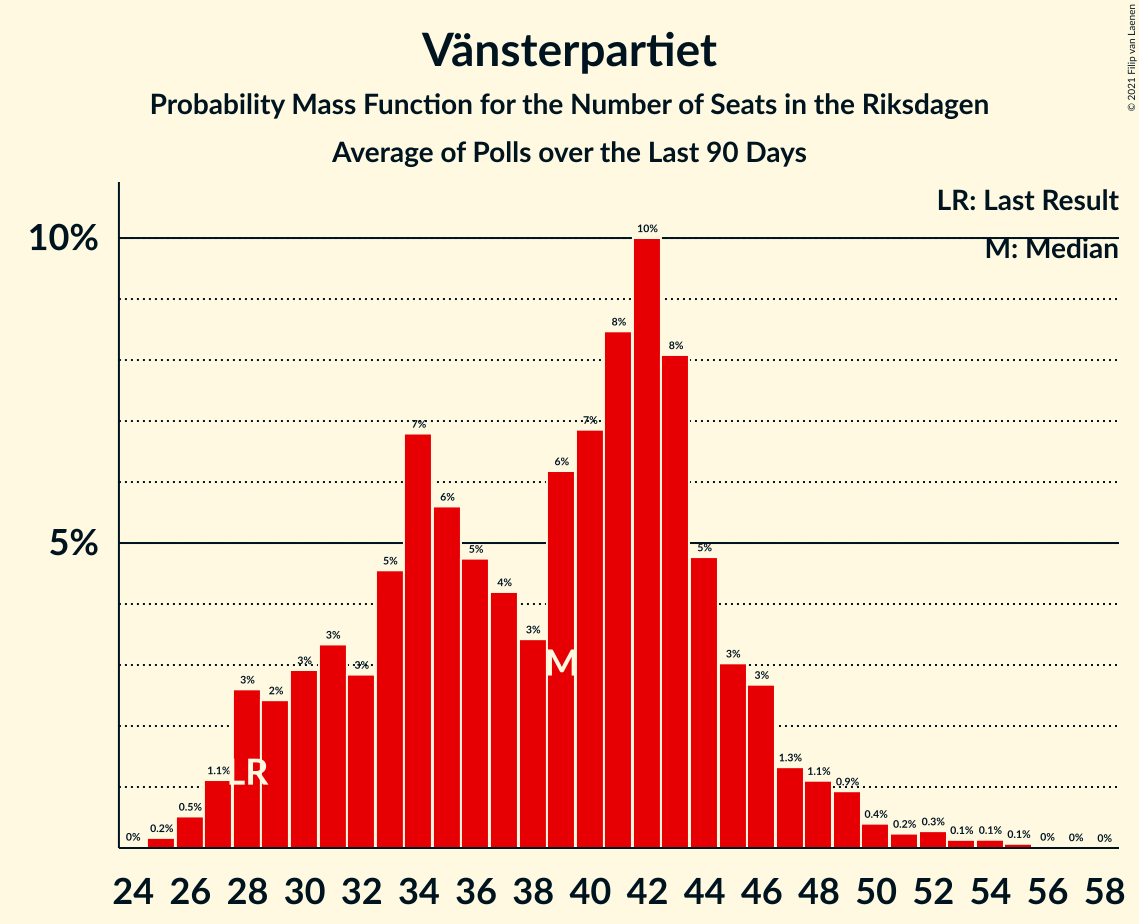 © 2021 Filip van Laenen
Vänsterpartiet
Probability Mass Function for the Number of Seats in the Riksdagen
Average of Polls over the Last 90 Days
LR: Last Result
M: Median
10%
5%
0% 0.2% 0.5% 1.1% 3% 2% 3% 3% 3% 5% 7% 6% 5% 4% 3% 6% 7% 8% 10% 8% 5% 3% 3% 1.3% 1.1% 0.9% 0.4% 0.2% 0.3% 0.1% 0.1% 0.1% 0% 0% 0%
LR
M
24 26 28 30 32 34 36 38 40 42 44 46 48 50 52 54 56 58